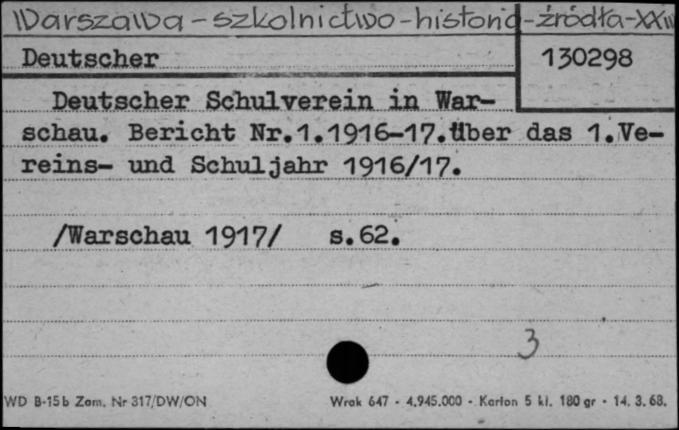 Warszawa - szkolnictwo - historia - źródła - XX w
Deutscher
130298
Deutscher Schulverein in War-
schau. Bericht Nr.1.1916-17.Über das 1.Ve-
reins- und Schuljahr 1916/17.
/Warschau 1917/ s.62.
3
WD B-15b Zam. Nr 317/DW/ON
Wrak 647 - 4.945.000 - Karton 5 kl. 180 gr - 14. 3. 68.